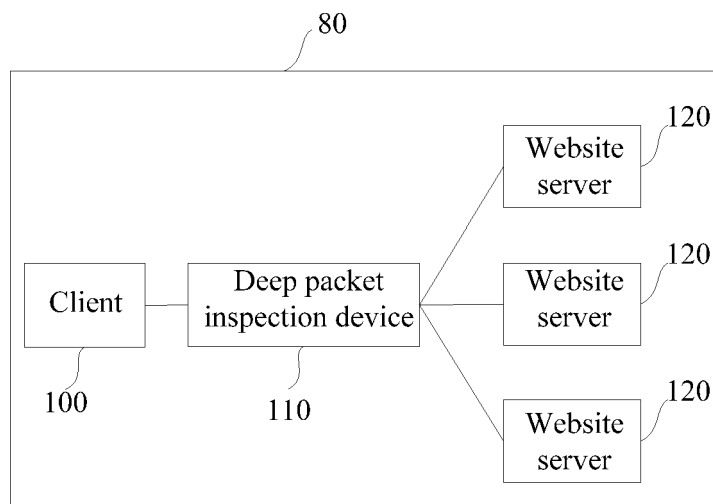 80
120
Website
server
120
Website
server
Client
Deep packet
inspection device
100
110
120
Website
server